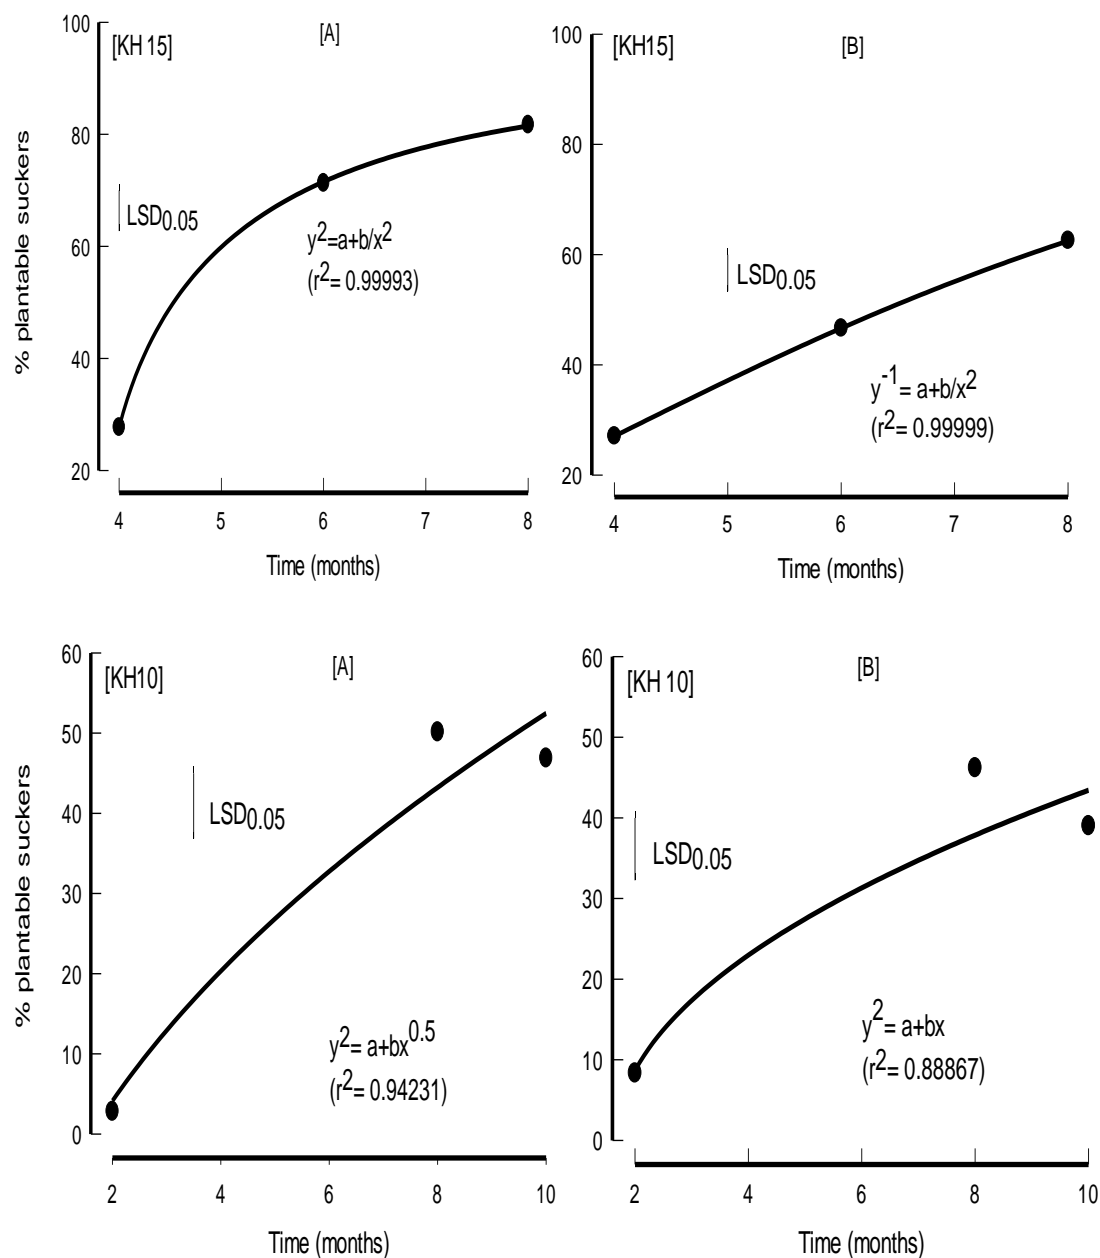 [KH 15]
[A]
% plantable suckers
100
80
60
40
20
LSD0.05
y2=a+b/x2
(r2= 0.99993)
4 5 6 7 8
Time (months)
[KH15]
[B]
100
80
60
40
20
LSD0.05
y-1= a+b/x2
(r2= 0.99999)
4 5 6 7 8
Time (months)
[KH10]
[A]
% plantable suckers
60
50
40
30
20
10
0
LSD0.05
y2= a+bx0.5
(r2= 0.94231)
2 4 6 8 10
Time (months)
[KH 10]
[B]
60
50
40
30
20
10
0
LSD0.05
y2= a+bx
(r2= 0.88867)
2 4 6 8 10
Time (months)